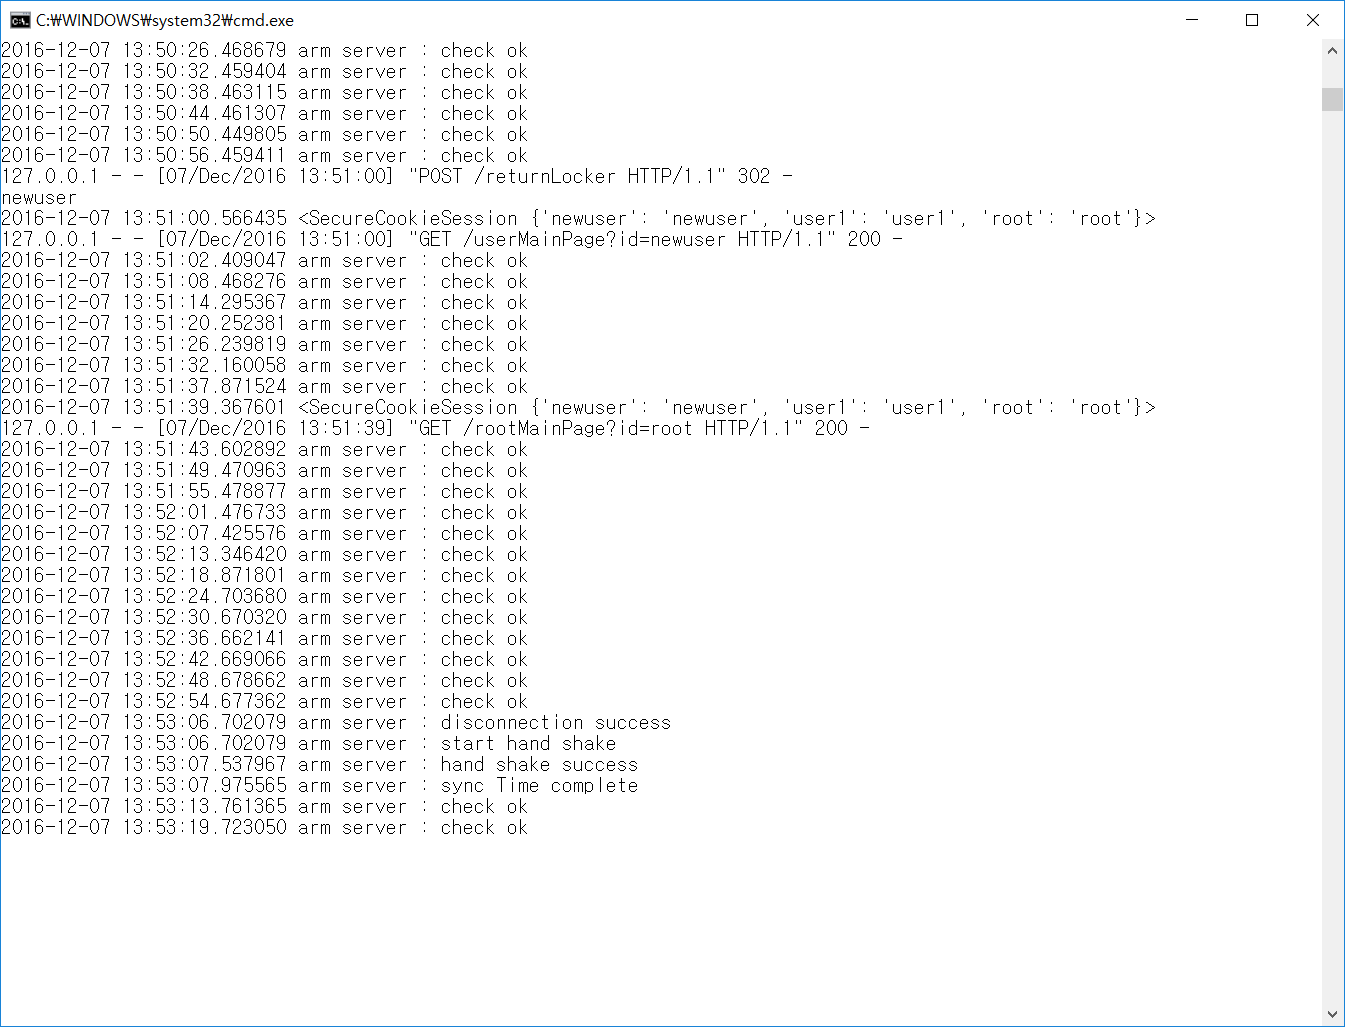 C:₩WINDOWS₩system32₩cmd.exe
2016-12-07 13:50:26.468679 arm server : check ok
2016-12-07 13:50:32.459404 arm server : check ok
2016-12-07 13:50:38.463115 arm server : check ok
2016-12-07 13:50:44.461307 arm server : check ok
2016-12-07 13:50:50.449805 arm server : check ok
2016-12-07 13:50:56.459411 arm server : check ok
127.0.0.1 - - [07/Dec/2016 13:51:00] "POST /returnLocker HTTP/1.1" 302 -
newuser
2016-12-07 13:51:00.566435 <SecureCookieSession {'newuser': 'newuser', 'user1': 'user1', 'root': 'root'}>
127.0.0.1 - - [07/Dec/2016 13:51:00] "GET /userMainPage?id=newuser HTTP/1.1" 200 -
2016-12-07 13:51:02.409047 arm server : check ok
2016-12-07 13:51:08.468276 arm server : check ok
2016-12-07 13:51:14.295367 arm server : check ok
2016-12-07 13:51:20.252381 arm server : check ok
2016-12-07 13:51:26.239819 arm server : check ok
2016-12-07 13:51:32.160058 arm server : check ok
2016-12-07 13:51:37.871524 arm server : check ok
2016-12-07 13:51:39.367601 <SecureCookieSession {'newuser': 'newuser', 'user1': 'user1', 'root': 'root'}>
127.0.0.1 - - [07/Dec/2016 13:51:39] "GET /rootMainPage?id=root HTTP/1.1" 200 -
2016-12-07 13:51:43.602892 arm server : check ok
2016-12-07 13:51:49.470963 arm server : check ok
2016-12-07 13:51:55.478877 arm server : check ok
2016-12-07 13:52:01.476733 arm server : check ok
2016-12-07 13:52:07.425576 arm server : check ok
2016-12-07 13:52:13.346420 arm server : check ok
2016-12-07 13:52:18.871801 arm server : check ok
2016-12-07 13:52:24.703680 arm server : check ok
2016-12-07 13:52:30.670320 arm server : check ok
2016-12-07 13:52:36.662141 arm server : check ok
2016-12-07 13:52:42.669066 arm server : check ok
2016-12-07 13:52:48.678662 arm server : check ok
2016-12-07 13:52:54.677362 arm server : check ok
2016-12-07 13:53:06.702079 arm server : disconnection success
2016-12-07 13:53:06.702079 arm server : start hand shake
2016-12-07 13:53:07.537967 arm server : hand shake success
2016-12-07 13:53:07.975565 arm server : sync Time complete
2016-12-07 13:53:13.761365 arm server : check ok
2016-12-07 13:53:19.723050 arm server : check ok